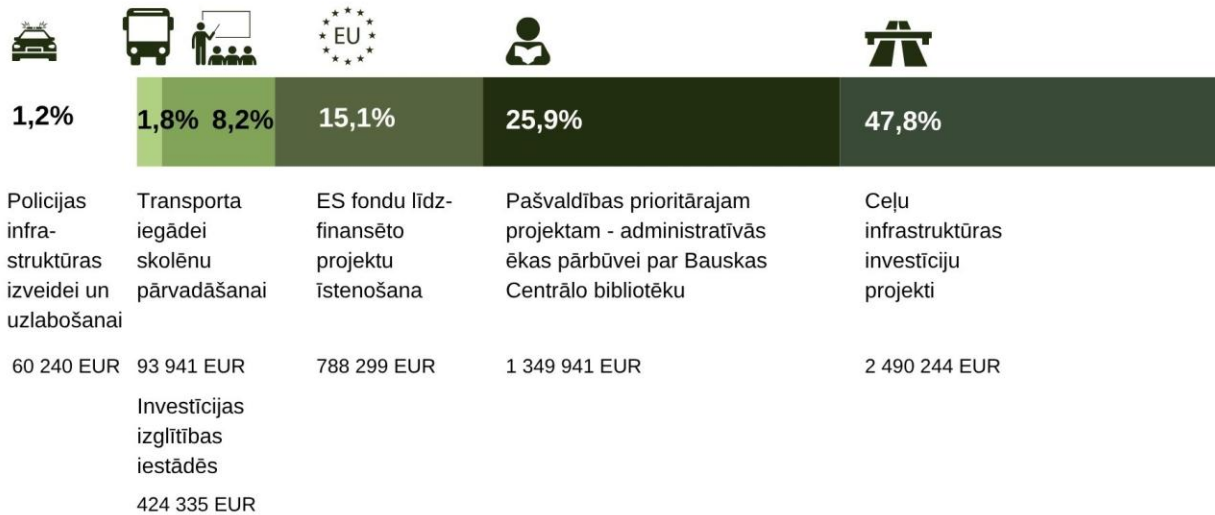 EU
1,2%
1,8% 8,2%
15,1%
25,9%
47,8%
Policijas
infra-
struktūras
izveidei un
uzlabošanai
60 240 EUR
Transporta
iegādei
skolēnu
pārvadāšanai
93 941 EUR
Investīcijas
izglītības
iestādēs
424 335 EUR
ES fondu līdz-
finansēto
projektu
īstenošana
788 299 EUR
Pašvaldības prioritārajam
projektam - administratīvās
ēkas pārbūvei par Bauskas
Centrālo bibliotēku
1 349 941 EUR
Ceļu
infrastruktūras
investīciju
projekti
2 490 244 EUR